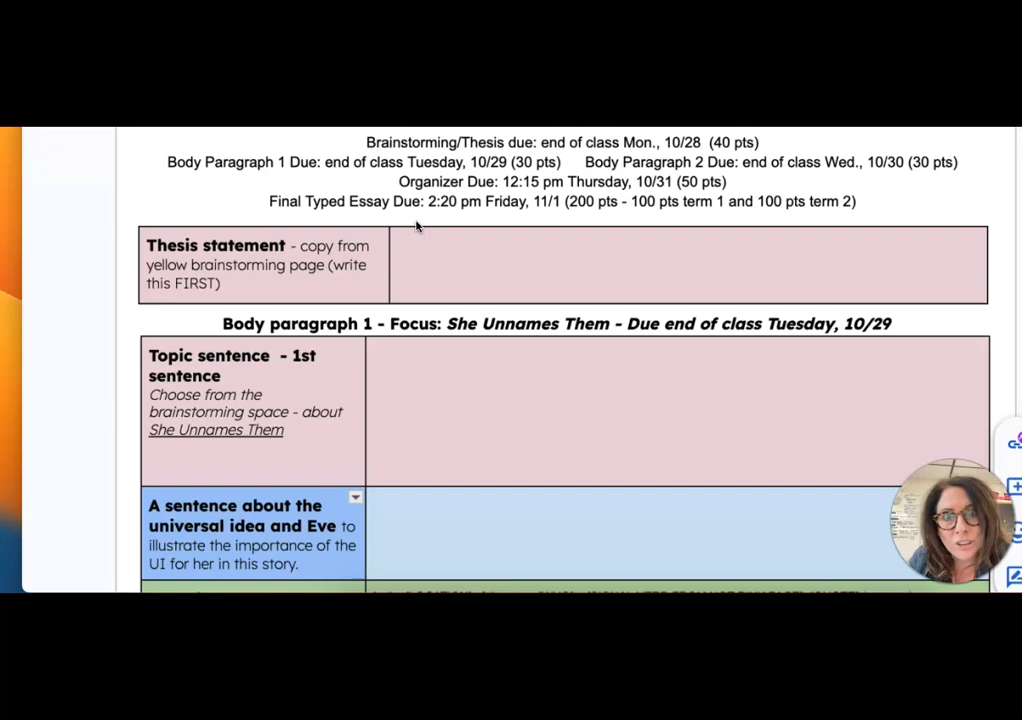 Brainstorming/Thesis due: end of class Mon., 10/28 (40 pts)
Body Paragraph 1 Due: end of class Tuesday, 10/29 (30 pts) Body Paragraph 2 Due: end of class Wed., 10/30 (30 pts)
Organizer Due: 12:15 pm Thursday, 10/31 (50 pts)
Final Typed Essay Due: 2:20 pm Friday, 11/1 (200 pts - 100 pts term 1 and 100 pts term 2)
Thesis statement - copy from
yellow brainstorming page (write
this FIRST)
Body paragraph 1 - Focus: She Unnames Them - Due end of class Tuesday, 10/29
Topic sentence - 1st
sentence
Choose from the
brainstorming space - about
She Unnames Them
A sentence about the
universal idea and Eve to
illustrate the importance of the
UI for her in this story.